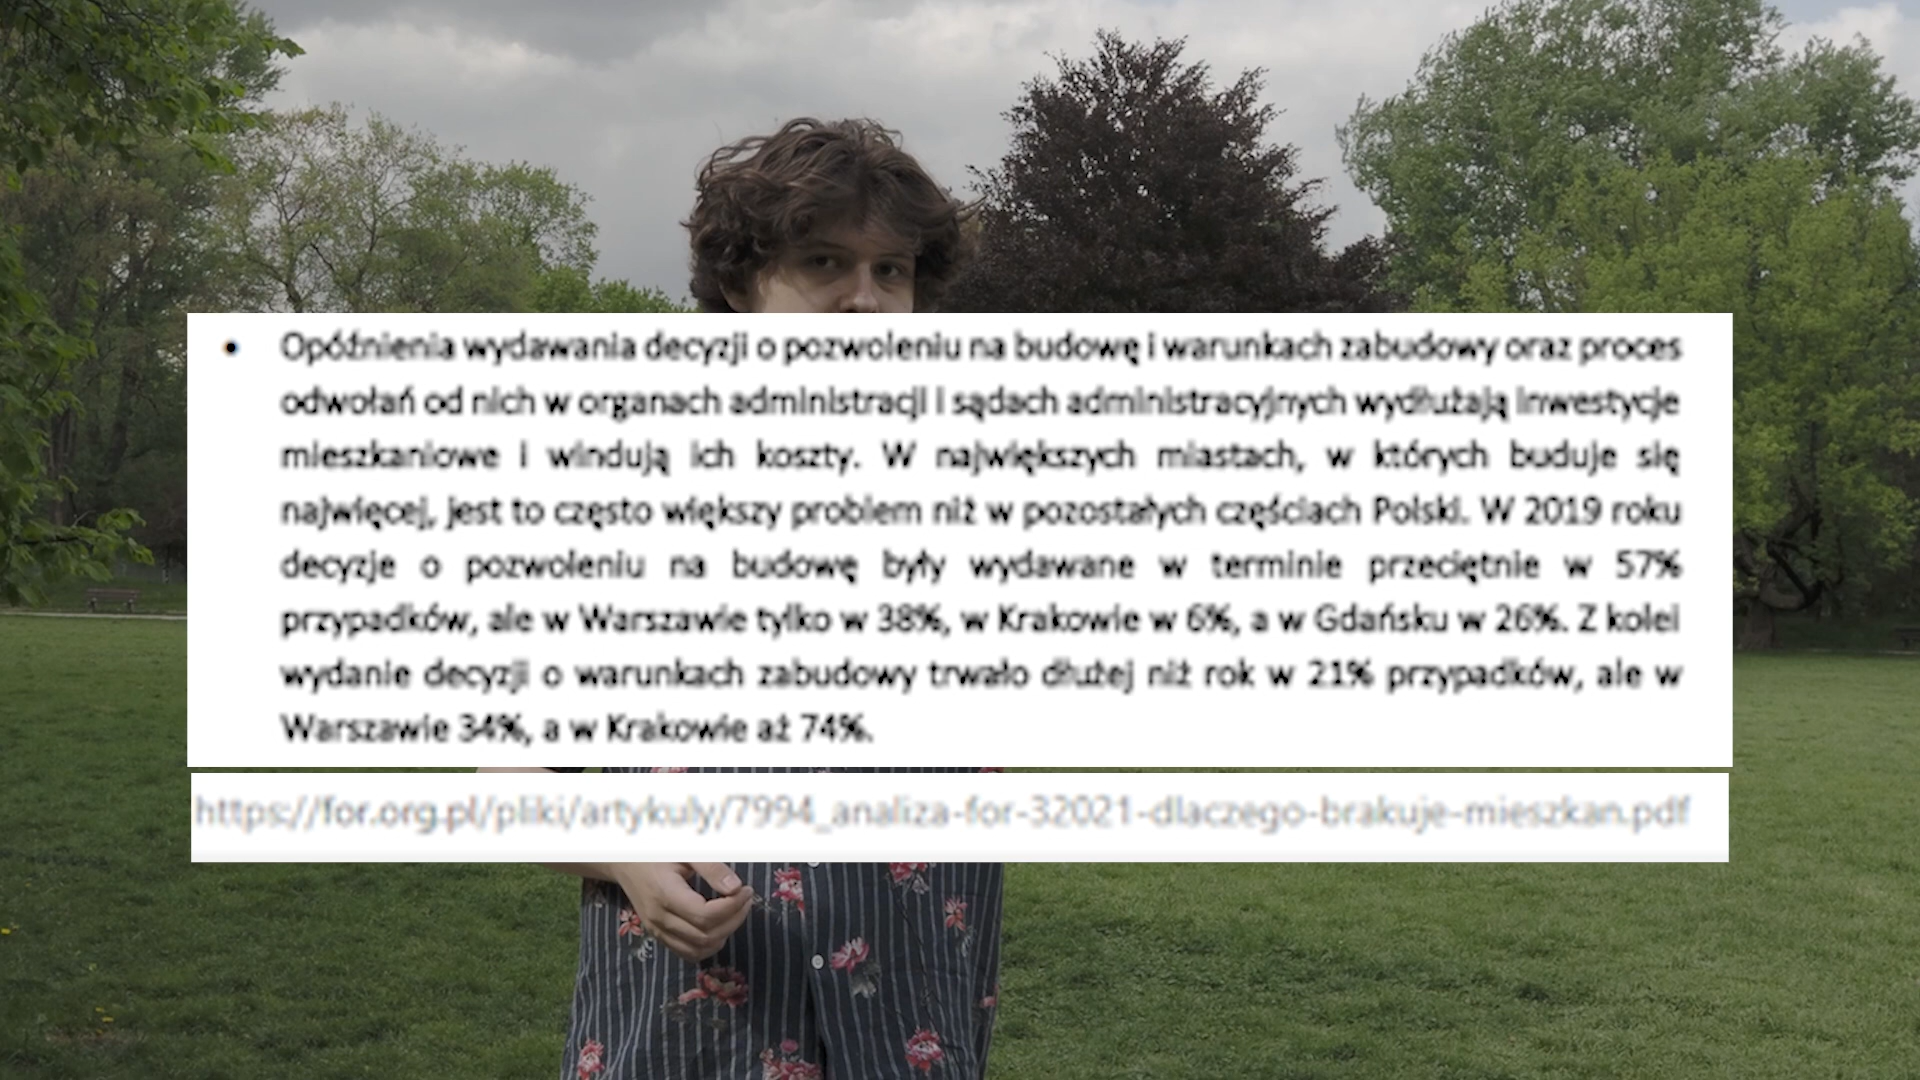 • Opóźnienia wydawania decyzji o pozwoleniu na budowę i warunkach zabudowy oraz proces
odwołań od nich w organach administracji i sądach administracyjnych wydłużają inwestycje
mieszkaniowe i windują ich koszty. W największych miastach, w których buduje się
najwięcej, jest to często większy problem niż w pozostałych częściach Polski. W 2019 roku
decyzje o pozwoleniu na budowę były wydawane w terminie przeciętnie w 57%
przypadków, ale w Warszawie tylko w 38%, w Krakowie w 6%, a w Gdańsku w 26%. Z kolei
wydanie decyzji o warunkach zabudowy trwało dłużej niż rok w 21% przypadków, ale w
Warszawie 34%, a w Krakowie aż 74%.
https://for.org.pl/pliki/artykuly/7994_analiza-for-32021-dlaczego-brakuje-mieszkan.pdf